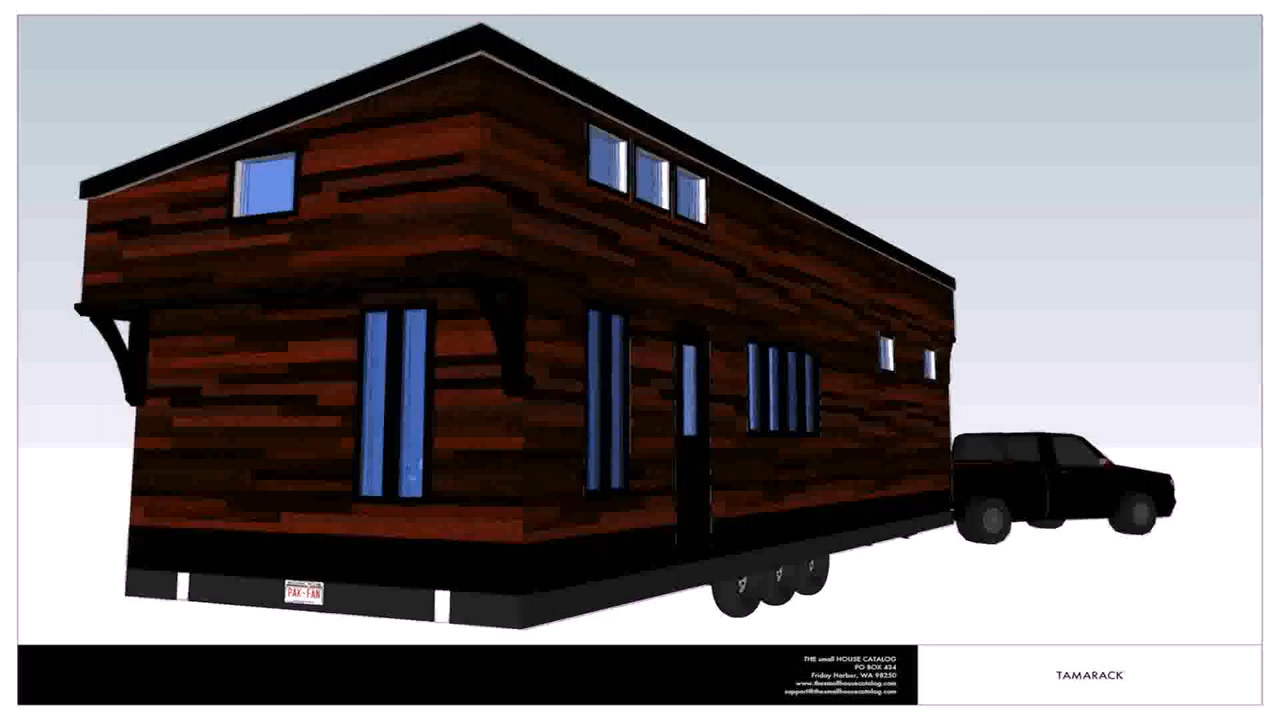 PAK-FAN
THE small HOUSE CATALOG
PO BOX 434
Friday Harbor, WA 98250
www.thesmallhousecatalog.com
support@thesmallhousecatalog.com
TAMARACK